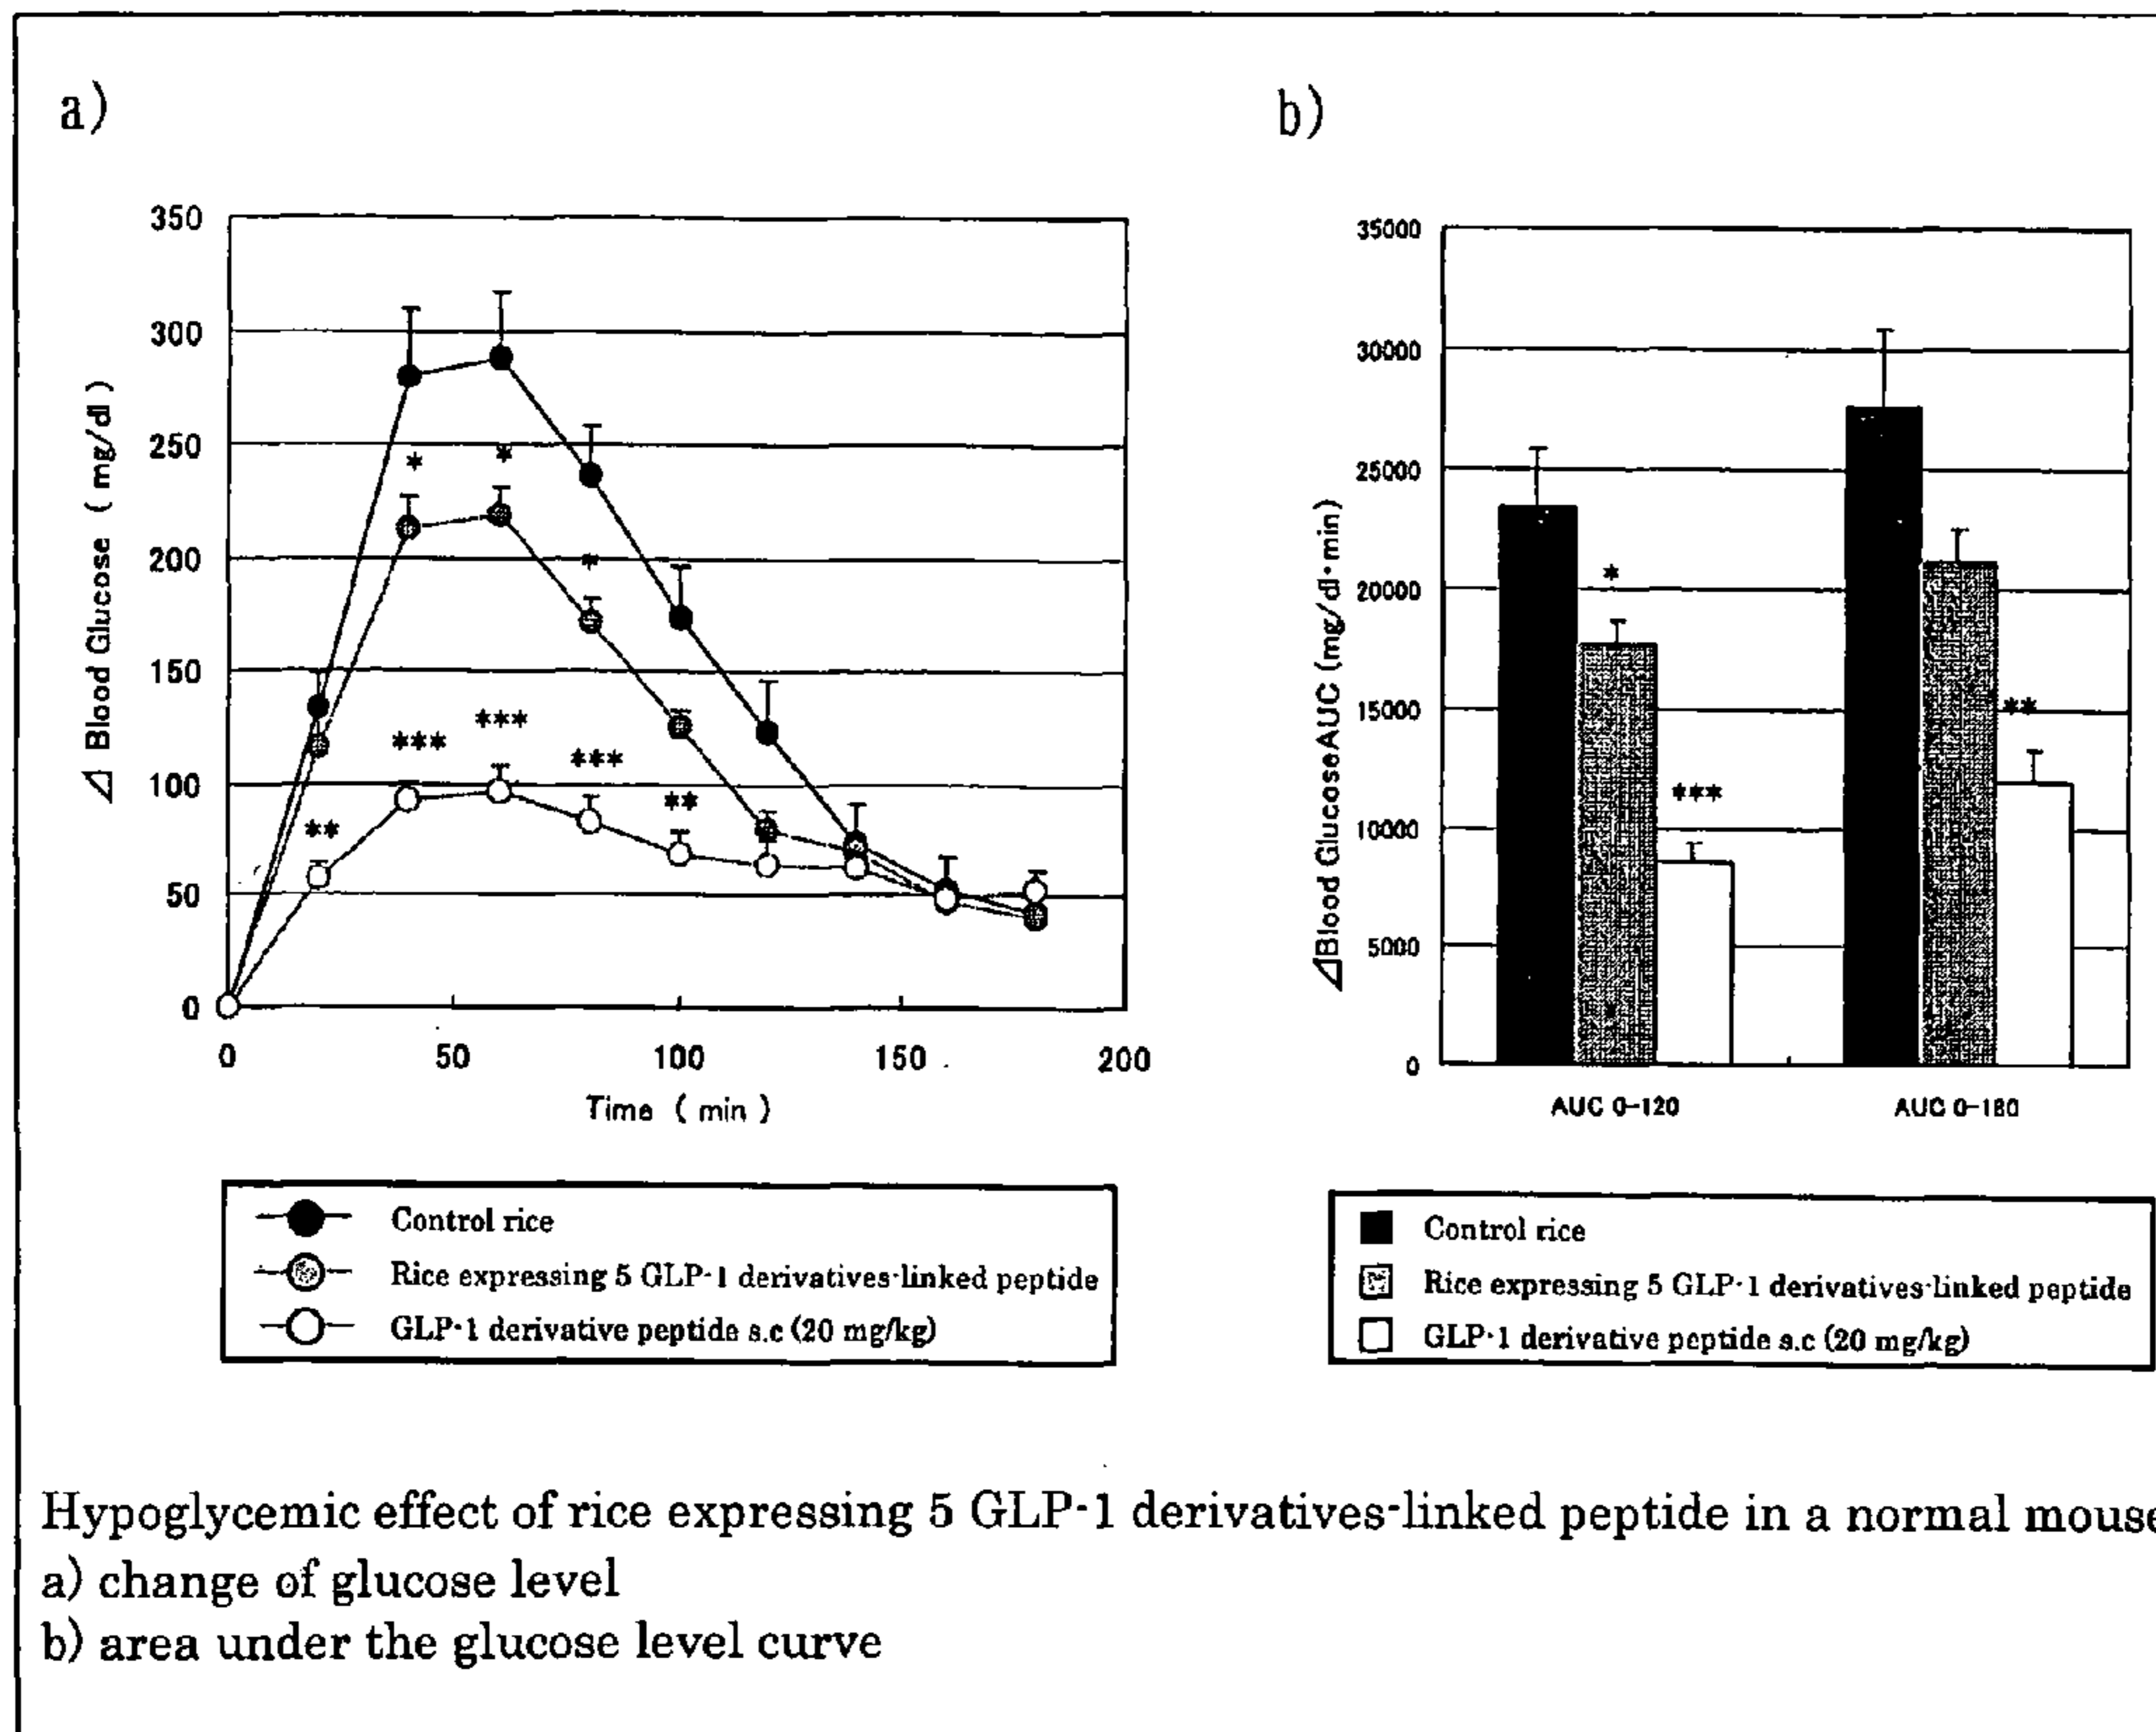 a)
350
300
250
200
150
100
50
0
⊿ Blood Glucose ( mg/dl )
*
*
*
***
***
***
**
**
0
50
100
150
200
Time ( min )
Control rice
Rice expressing 5 GLP-1 derivatives-linked peptide
GLP-1 derivative peptide s.c (20 mg/kg)
b)
35000
30000
25000
20000
15000
10000
5000
0
⊿Blood GlucoseAUC (mg/dl·min)
*
***
**
AUC 0-120
AUC 0-180
Control rice
Rice expressing 5 GLP-1 derivatives-linked peptide
GLP-1 derivative peptide s.c (20 mg/kg)
Hypoglycemic effect of rice expressing 5 GLP-1 derivatives-linked peptide in a normal mouse
a) change of glucose level
b) area under the glucose level curve